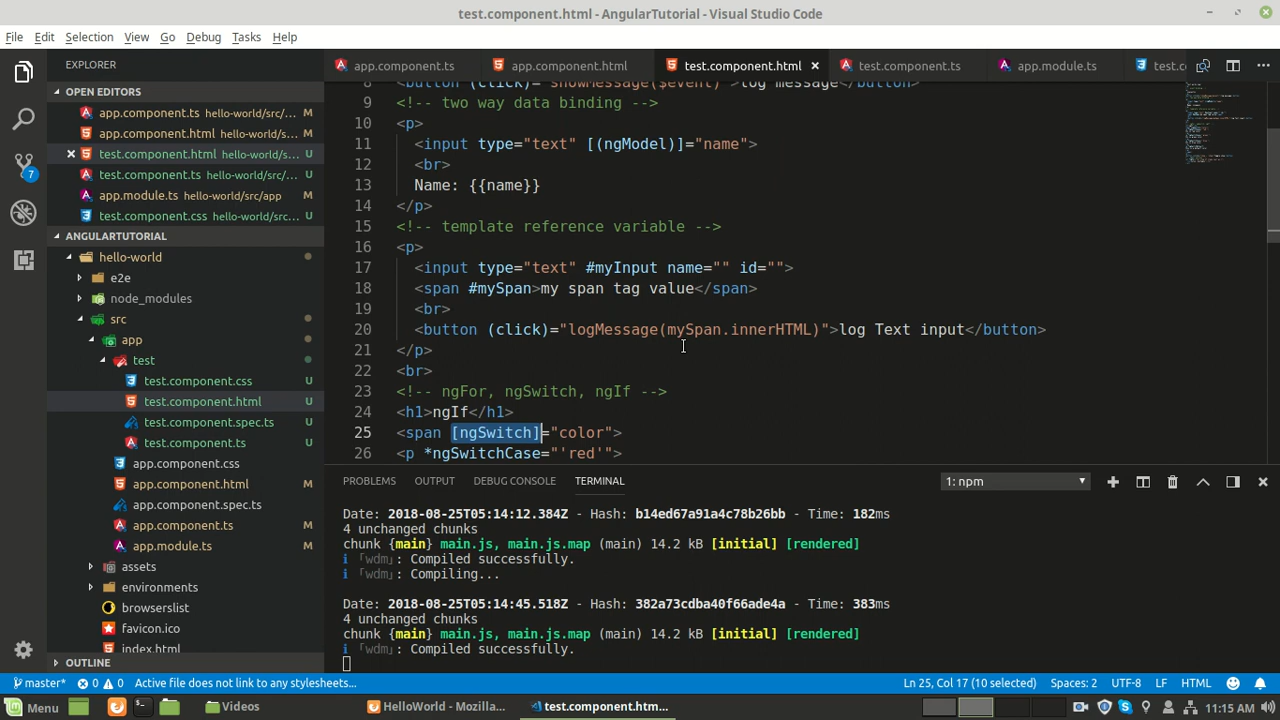 test.component.html - AngularTutorial - Visual Studio Code
File Edit Selection View Go Debug Tasks Help
EXPLORER
app.component.ts app.component.html test.component.html × test.component.ts app.module.ts test.c
OPEN EDITORS
app.component.ts hello-world/src/... M
app.component.html hello-world/src/... M
× test.component.html hello-world/s... U
test.component.ts hello-world/src/... U
app.module.ts hello-world/src/app M
test.component.css hello-world/src... U
7
ANGULARTUTORIAL
hello-world
e2e
node_modules
src
app
test
test.component.css U
test.component.html U
test.component.spec.ts U
test.component.ts U
app.component.css
app.component.html M
app.component.spec.ts
app.component.ts M
app.module.ts M
assets
environments
browserslist
favicon.ico
index.html
OUTLINE
8 <button (click)="showMessage($event)">log message</button>
9 <!-- two way data binding -->
10 <p>
11 <input type="text" [(ngModel)]="name">
12 <br>
13 Name: {{name}}
14 </p>
15 <!-- template reference variable -->
16 <p>
17 <input type="text" #myInput name="" id="">
18 <span #mySpan>my span tag value</span>
19 <br>
20 <button (click)="logMessage(mySpan.innerHTML)">log Text input</button>
21 </p>
22 <br>
23 <!-- ngFor, ngSwitch, ngIf -->
24 <h1>ngIf</h1>
25 <span [ngSwitch]="color">
26 <p *ngSwitchCase="'red'">
PROBLEMS OUTPUT DEBUG CONSOLE TERMINAL 1: npm
Date: 2018-08-25T05:14:12.384Z - Hash: b14ed67a91a4c78b26bb - Time: 182ms
4 unchanged chunks
chunk {main} main.js, main.js.map (main) 14.2 kB [initial] [rendered]
i ｢wdm｣: Compiled successfully.
i ｢wdm｣: Compiling...
Date: 2018-08-25T05:14:45.518Z - Hash: 382a73cdba40f66ade4a - Time: 383ms
4 unchanged chunks
chunk {main} main.js, main.js.map (main) 14.2 kB [initial] [rendered]
i ｢wdm｣: Compiled successfully.
master* 0 0 Active file does not link to any stylesheets... Ln 25, Col 17 (10 selected) Spaces: 2 UTF-8 LF HTML
Menu Videos HelloWorld - Mozilla... test.component.htm... 11:15 AM